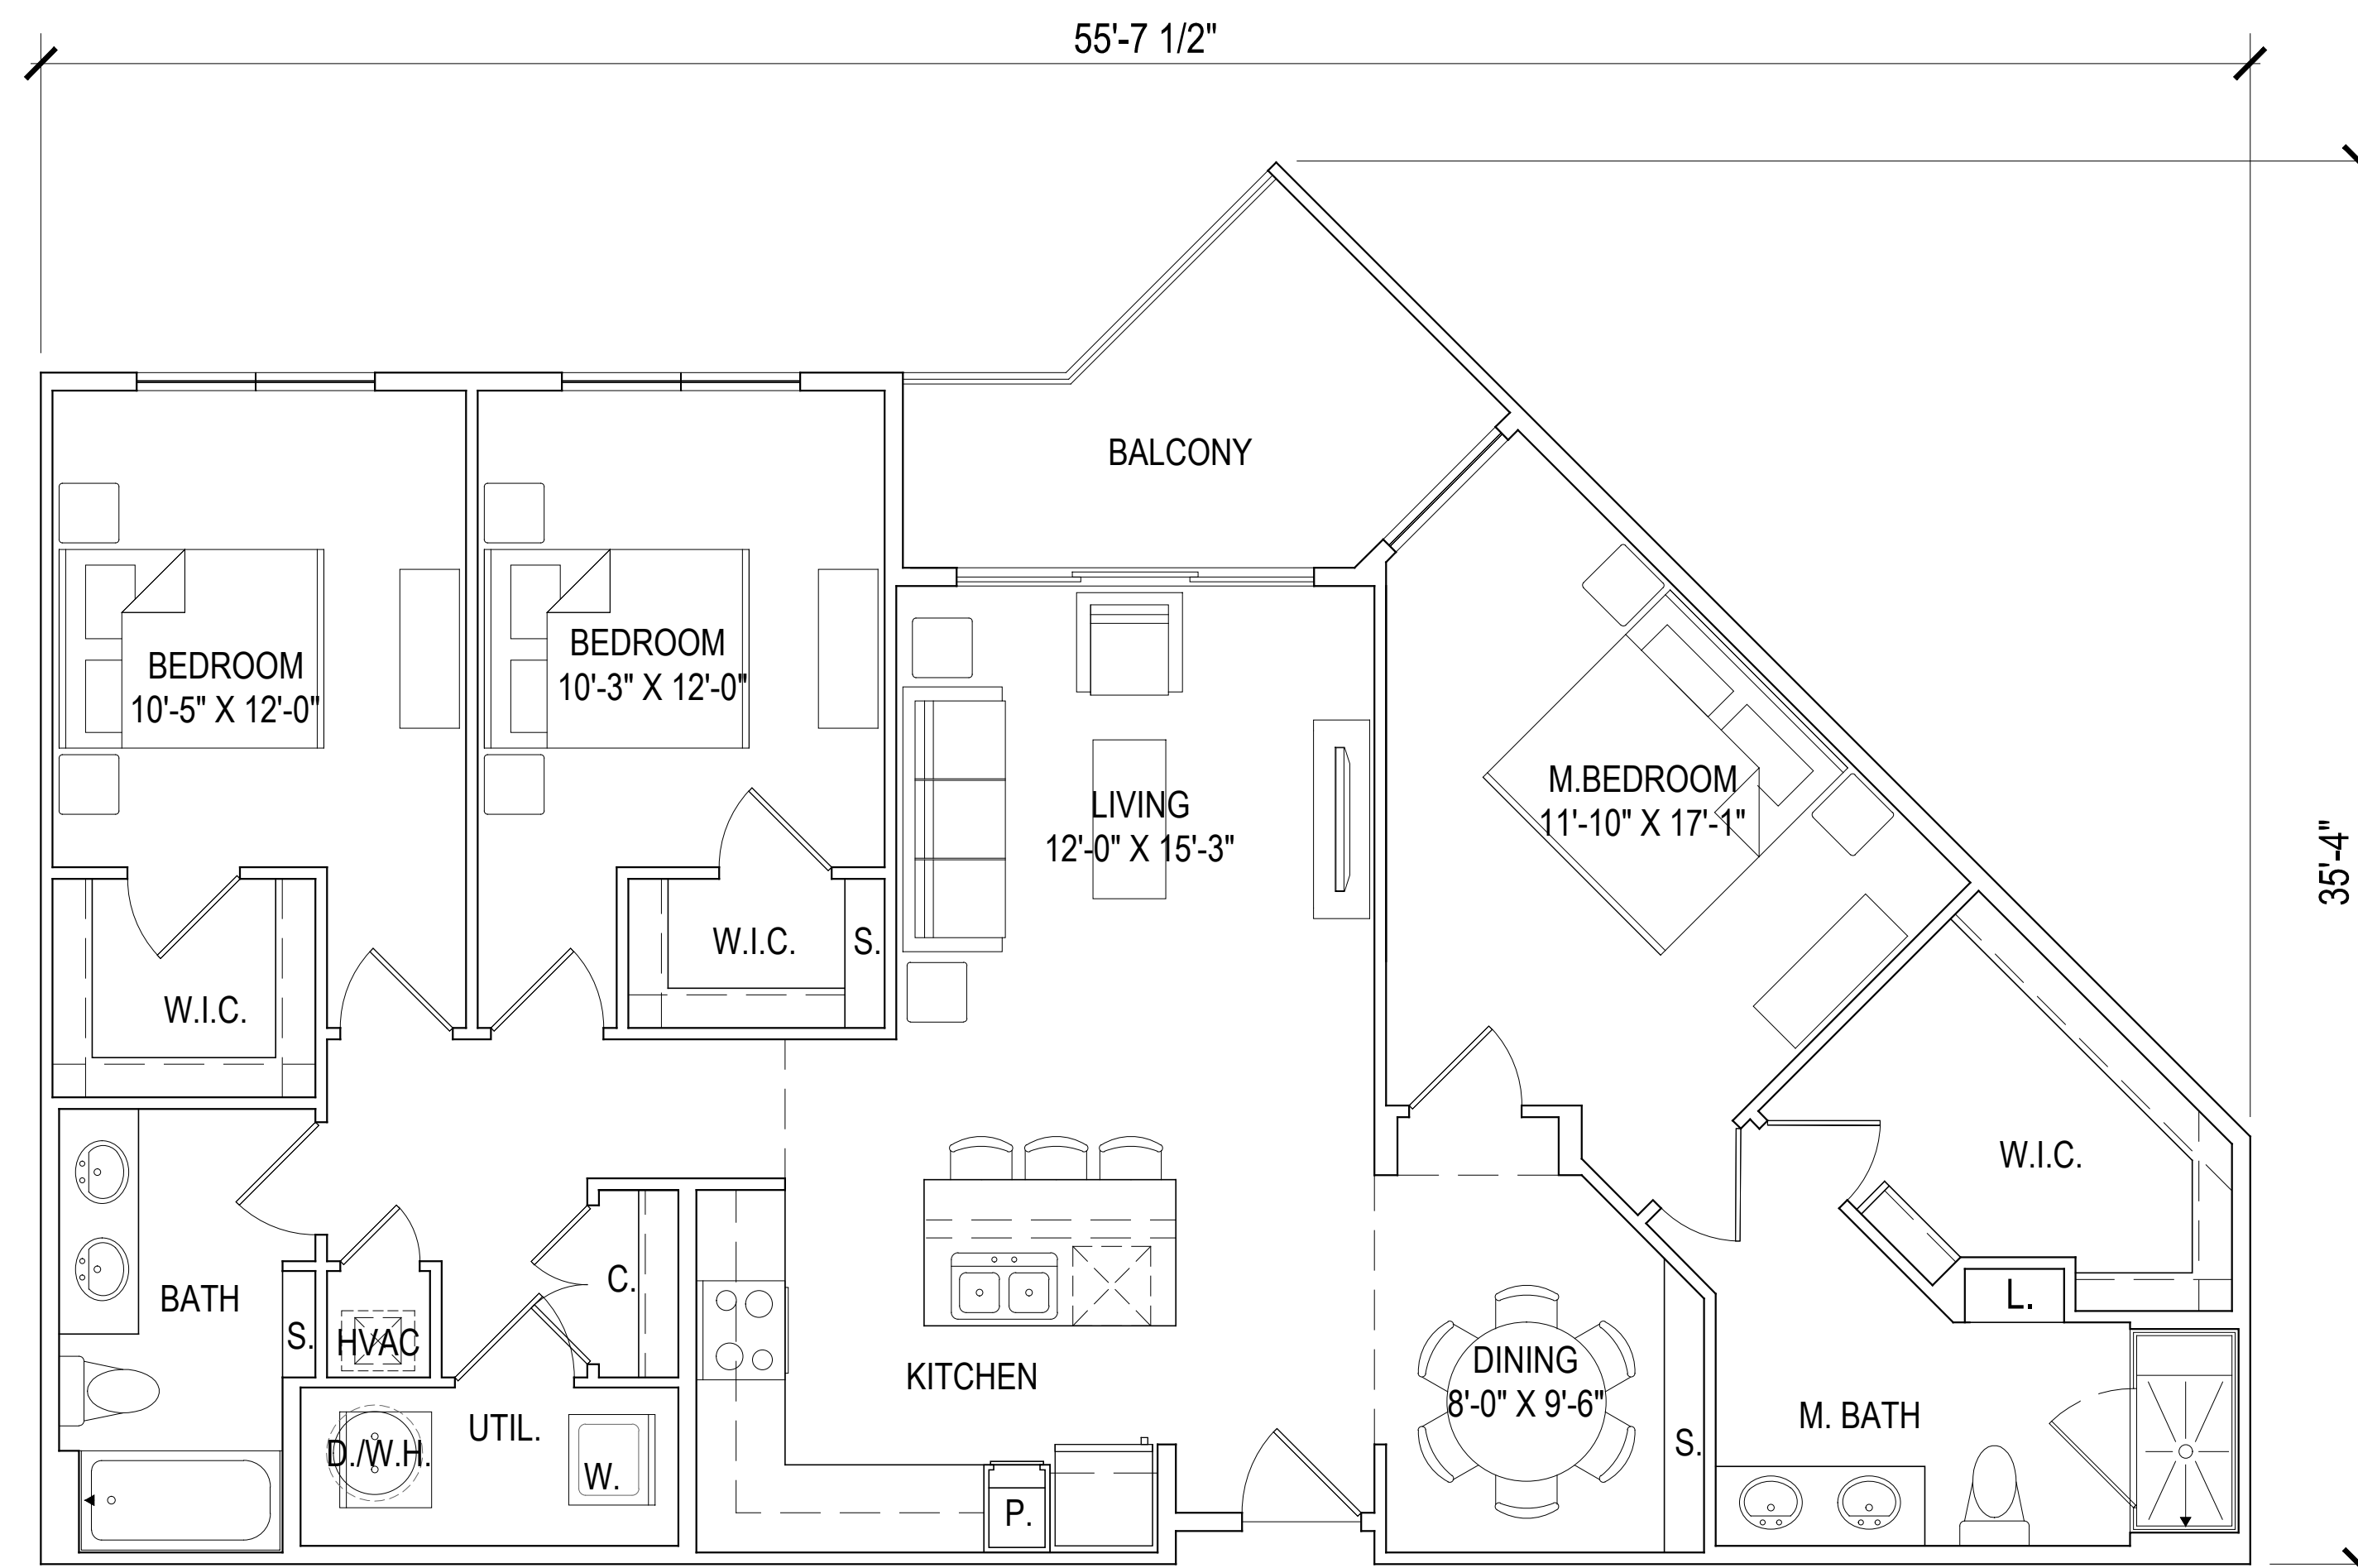 55'-7 1/2"
BALCONY
BEDROOM
10'-5" X 12'-0"
BEDROOM
10'-3" X 12'-0"
LIVING
12'-0" X 15'-3"
M.BEDROOM
11'-10" X 17'-1"
35'-4"
W.I.C.
W.I.C.
S.
W.I.C.
BATH
S.
HVAC
C.
L.
KITCHEN
DINING
8'-0" X 9'-6"
S.
M. BATH
D./W.H.
UTIL.
W.
P.